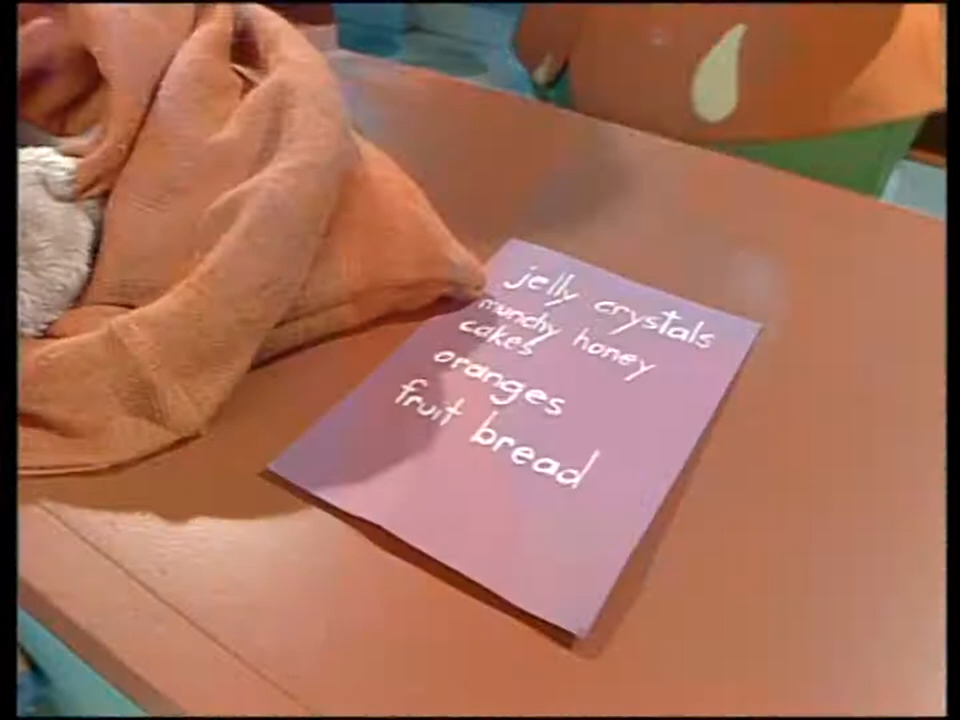 jelly crystals
munchy honey
cakes
oranges
fruit bread